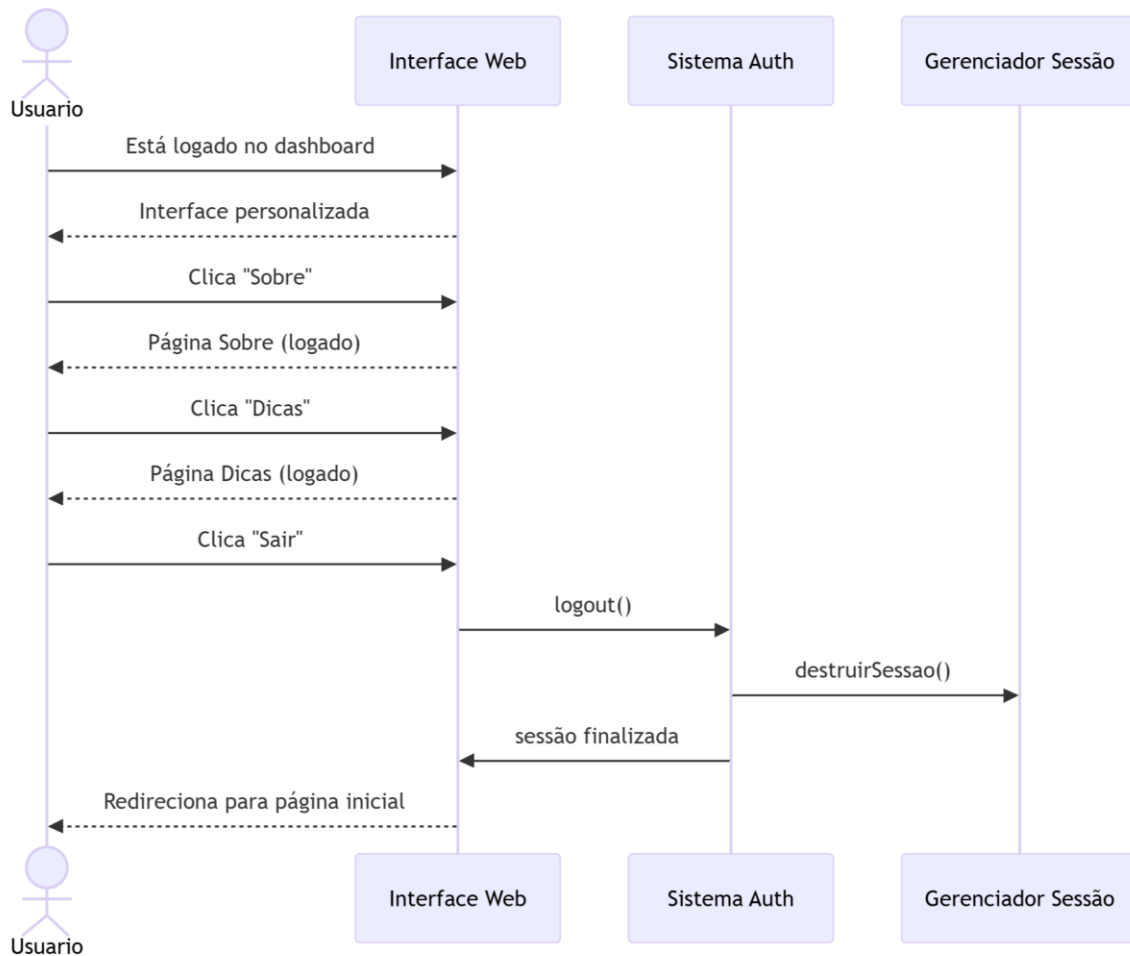 Interface Web
Sistema Auth
Gerenciador Sessão
Usuario
Está logado no dashboard
Interface personalizada
Clica "Sobre"
Página Sobre (logado)
Clica "Dicas"
Página Dicas (logado)
Clica "Sair"
logout()
destruirSessao()
sessão finalizada
Redireciona para página inicial
Interface Web
Sistema Auth
Gerenciador Sessão
Usuario